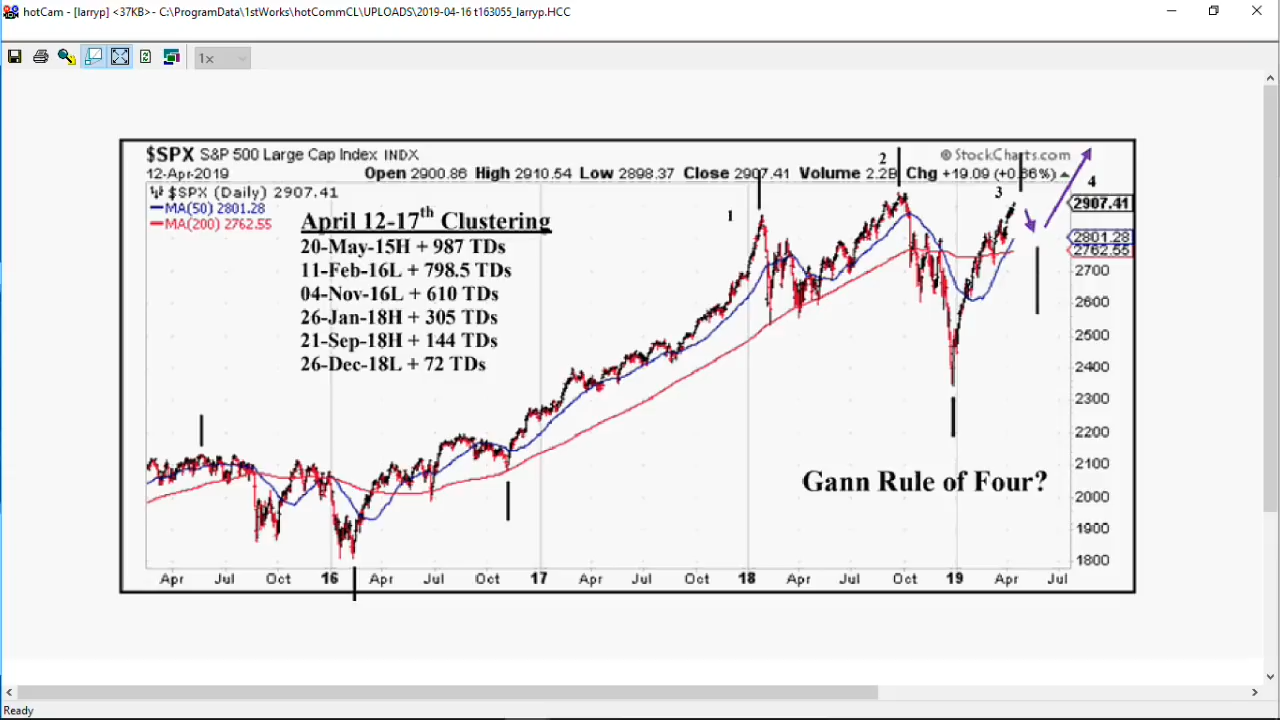 hotCam - [larryp] <37KB>- C:\ProgramData\1stWorks\hotCommCL\UPLOADS\2019-04-16 t163055_larryp.HCC
1x
$SPX S&P 500 Large Cap Index INDX
© StockCharts.com
12-Apr-2019 Open 2900.86 High 2910.54 Low 2898.37 Close 2907.41 Volume 2.2B Chg +19.09 (+0.66%)
$SPX (Daily) 2907.41
MA(50) 2801.28
MA(200) 2762.55
April 12-17th Clustering
20-May-15H + 987 TDs
11-Feb-16L + 798.5 TDs
04-Nov-16L + 610 TDs
26-Jan-18H + 305 TDs
21-Sep-18H + 144 TDs
26-Dec-18L + 72 TDs
1
2
3
4
2907.41
2801.28
2762.55
2700
2600
2500
2400
2300
2200
2100
2000
1900
1800
Gann Rule of Four?
Apr Jul Oct 16 Apr Jul Oct 17 Apr Jul Oct 18 Apr Jul Oct 19 Apr Jul
Ready